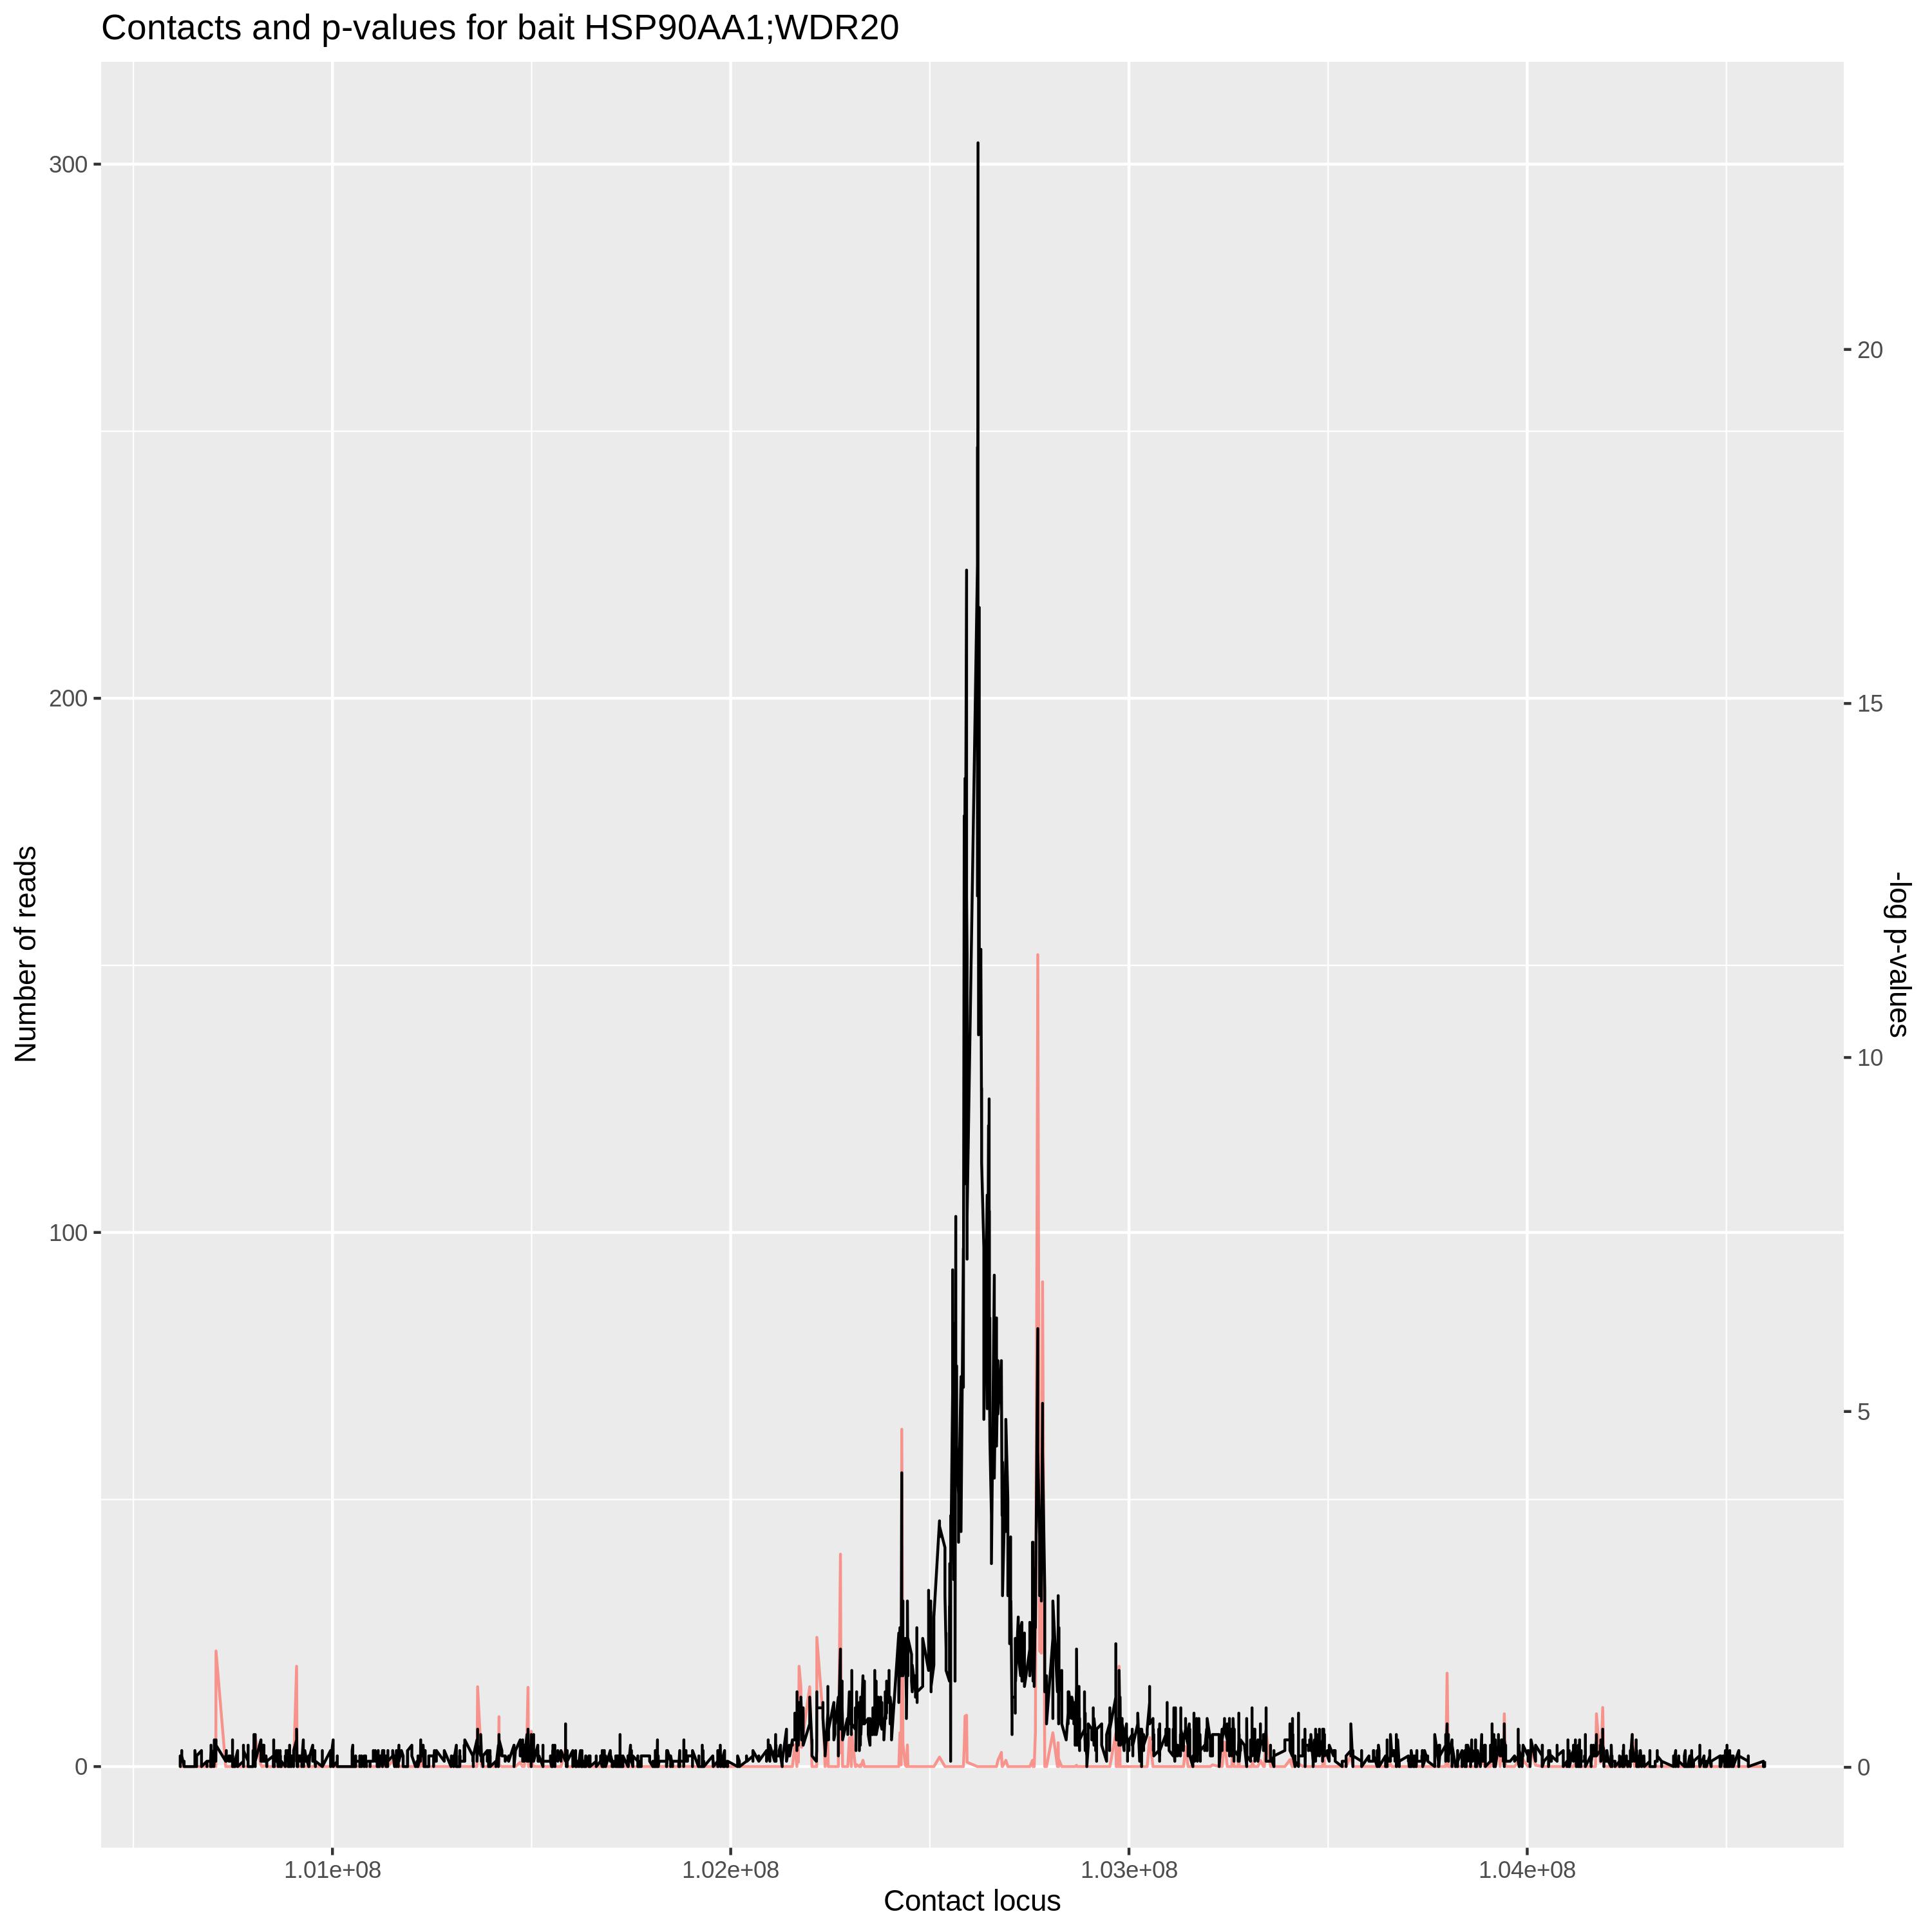 Contacts and p-values for bait HSP90AA1;WDR20
300
200
100
0
Number of reads
20
15
10
5
0
-log p-values
1.01e+08
1.02e+08
1.03e+08
1.04e+08
Contact locus